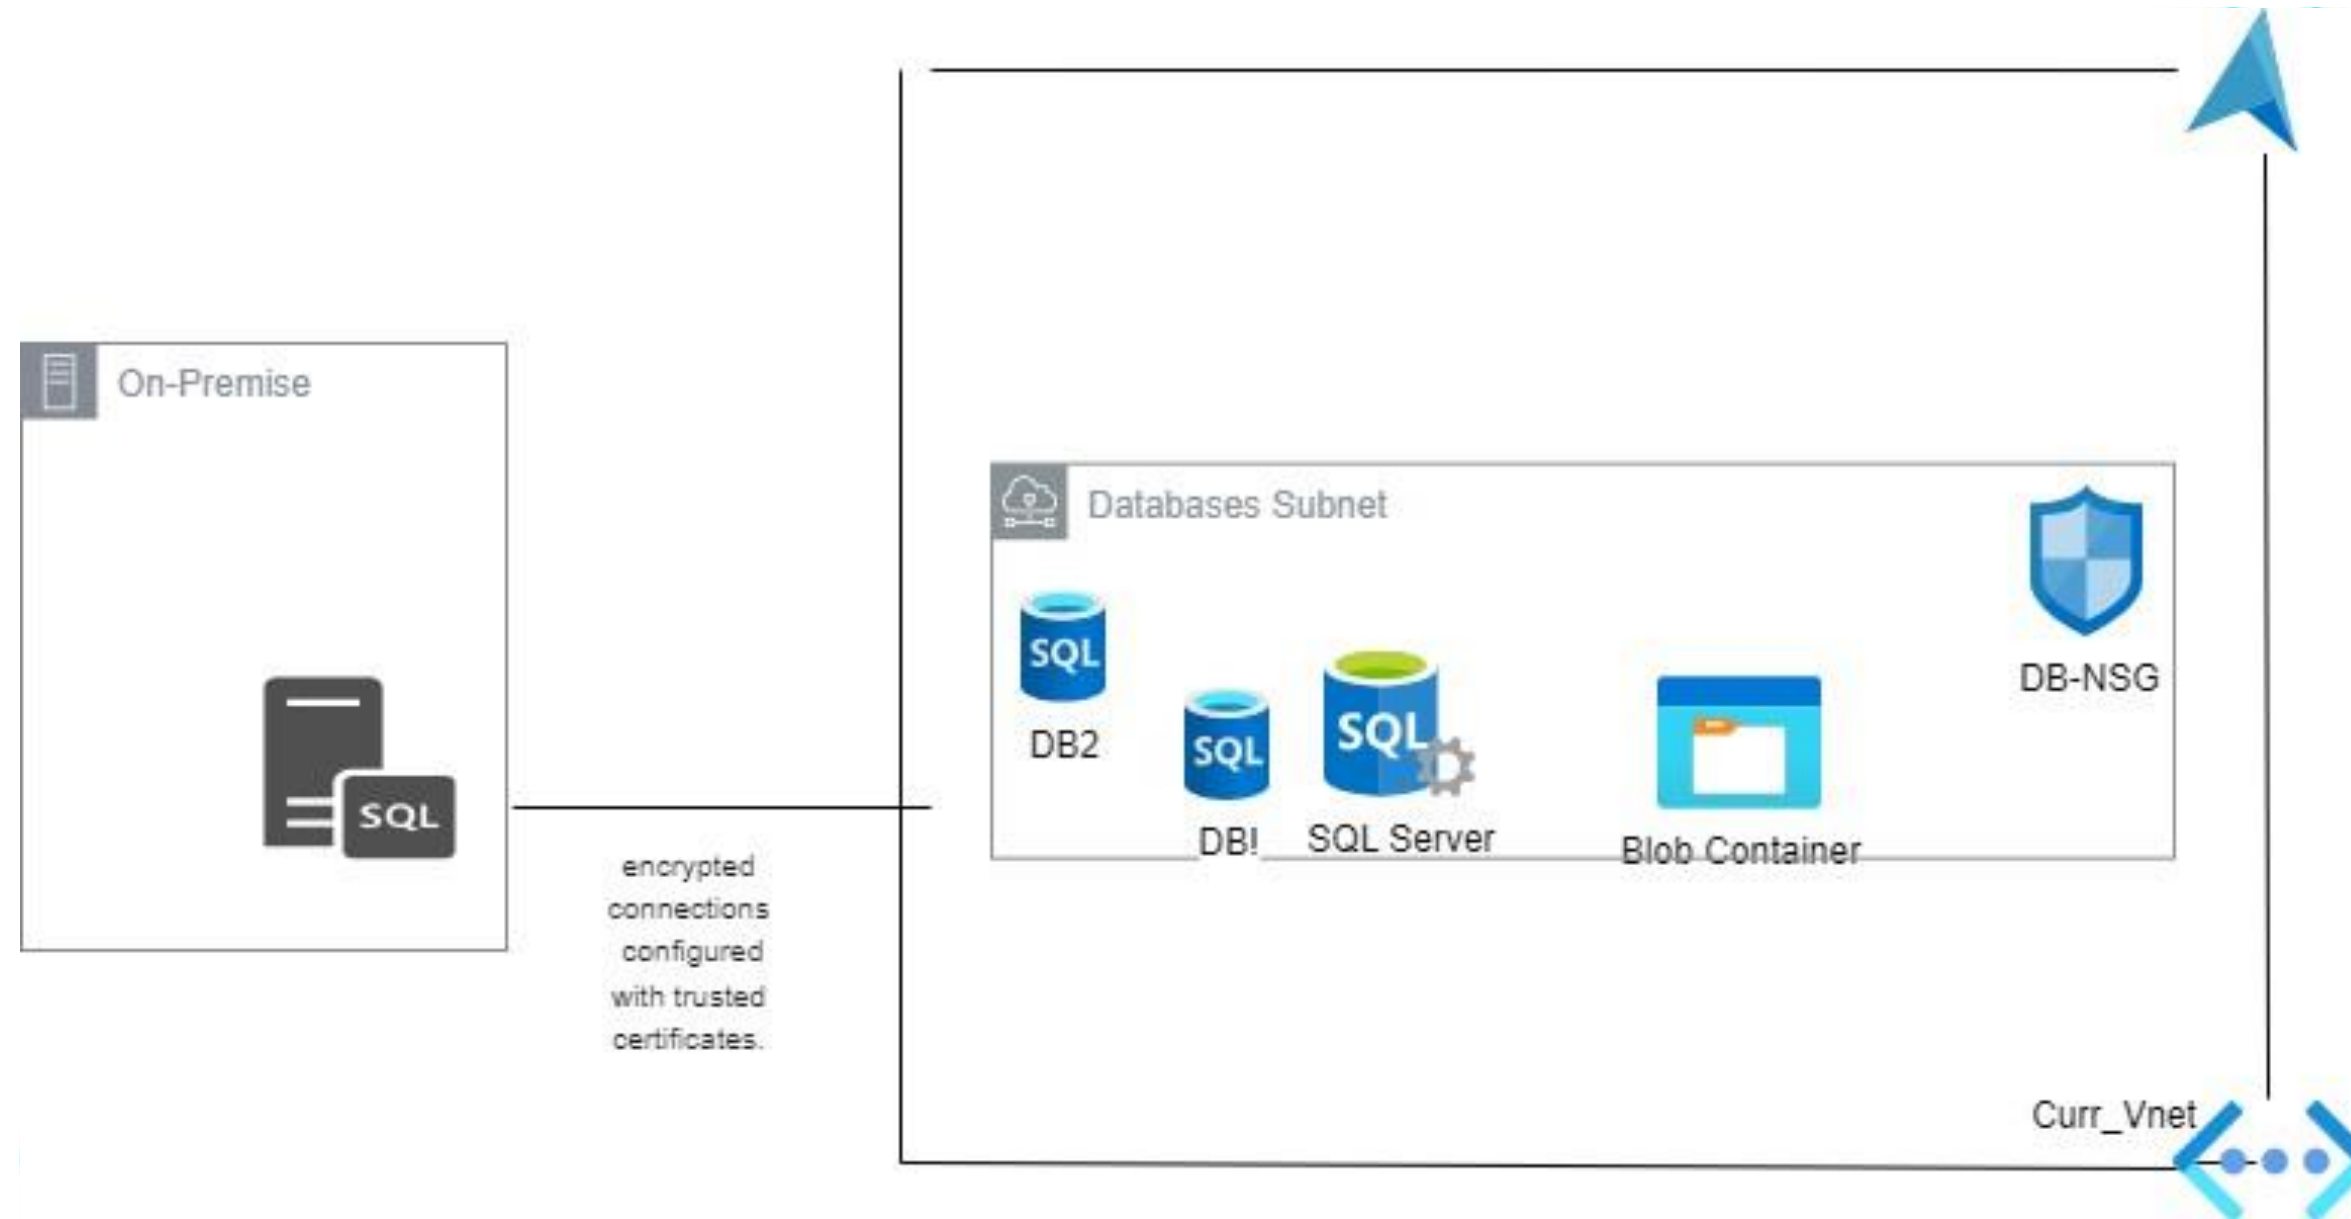 On-Premise
SQL
encrypted
connections
configured
with trusted
certificates.
Databases Subnet
SQL
DB2
SQL
DB!
SQL
SQL Server
Blob Container
DB-NSG
Curr_Vnet